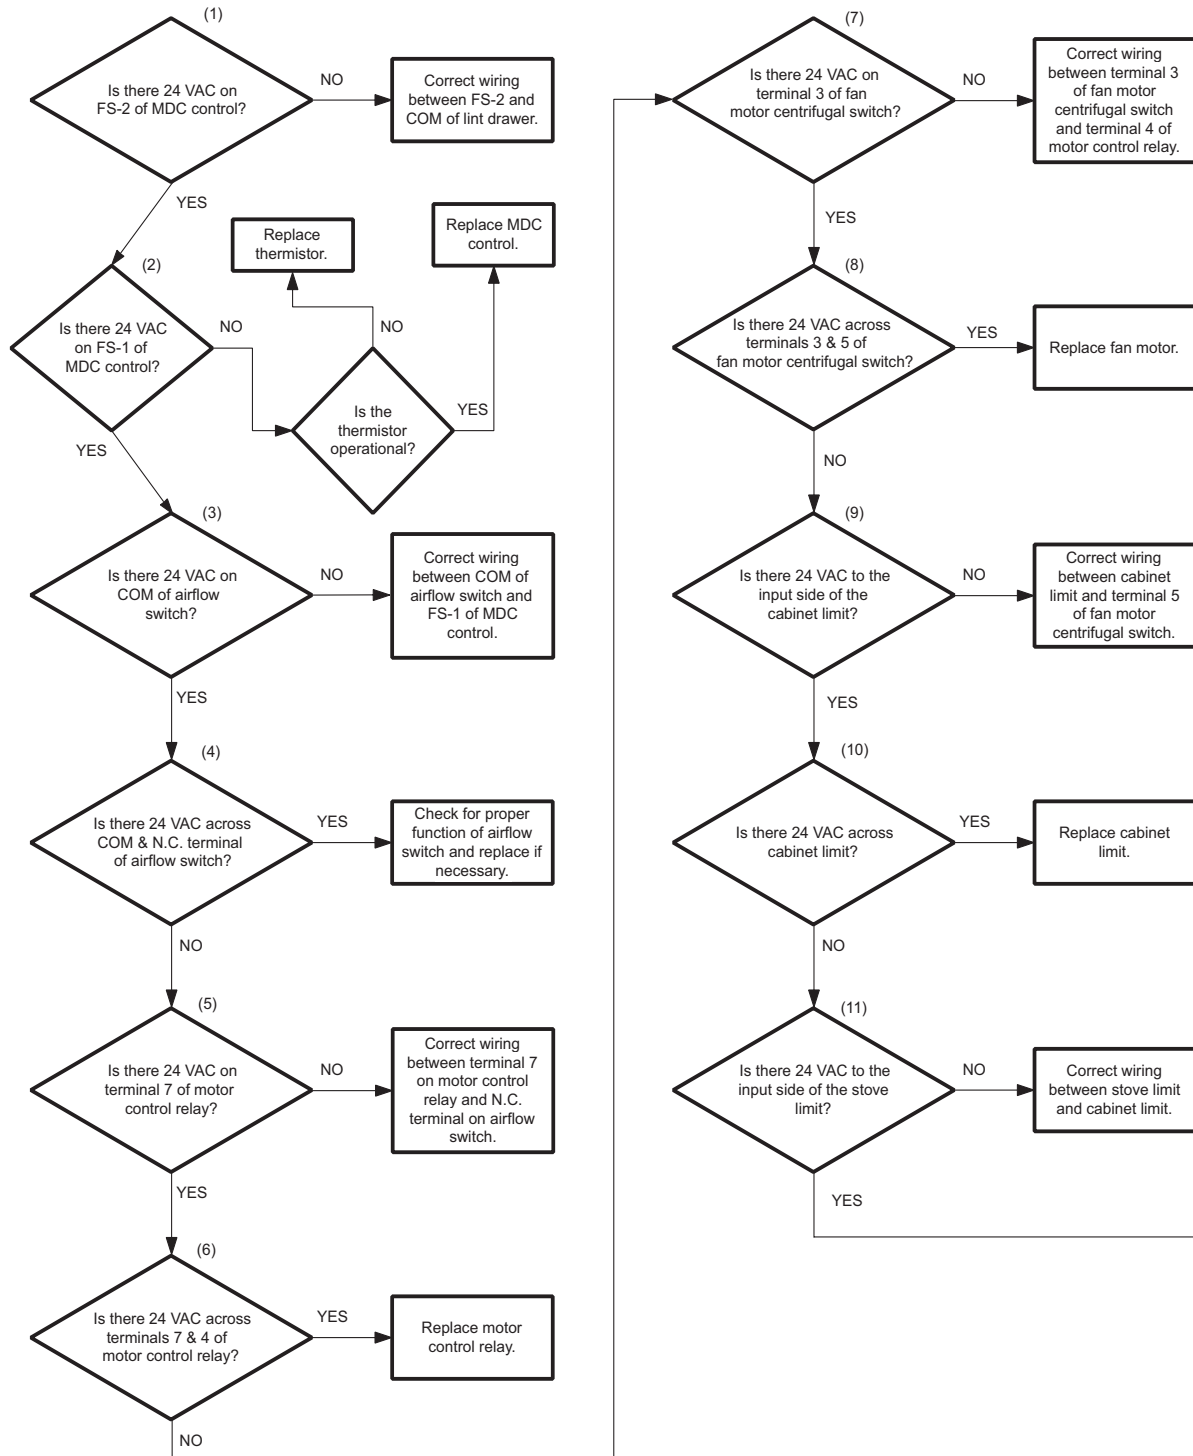 (1)
Is there 24 VAC on
FS-2 of MDC control?
NO
Correct wiring
between FS-2 and
COM of lint drawer.
YES
(2)
Is there 24 VAC
on FS-1 of
MDC control?
NO
Replace
thermistor.
Replace MDC
control.
NO
Is the
thermistor
operational?
YES
YES
(3)
Is there 24 VAC on
COM of airflow
switch?
NO
Correct wiring
between COM of
airflow switch and
FS-1 of MDC
control.
YES
(4)
Is there 24 VAC across
COM & N.C. terminal
of airflow switch?
YES
Check for proper
function of airflow
switch and replace if
necessary.
NO
(5)
Is there 24 VAC on
terminal 7 of motor
control relay?
NO
Correct wiring
between terminal 7
on motor control
relay and N.C.
terminal on airflow
switch.
YES
(6)
Is there 24 VAC across
terminals 7 & 4 of
motor control relay?
YES
Replace motor
control relay.
NO
(7)
Is there 24 VAC on
terminal 3 of fan
motor centrifugal switch?
NO
Correct wiring
between terminal 3
of fan motor
centrifugal switch
and terminal 4 of
motor control relay.
YES
(8)
Is there 24 VAC across
terminals 3 & 5 of
fan motor centrifugal switch?
YES
Replace fan motor.
NO
(9)
Is there 24 VAC to the
input side of the
cabinet limit?
NO
Correct wiring
between cabinet
limit and terminal 5
of fan motor
centrifugal switch.
YES
(10)
Is there 24 VAC across
cabinet limit?
YES
Replace cabinet
limit.
NO
(11)
Is there 24 VAC to the
input side of the stove
limit?
NO
Correct wiring
between stove limit
and cabinet limit.
YES